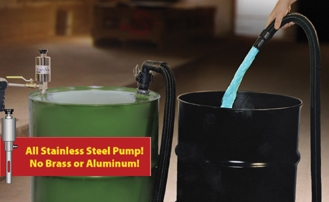 All Stainless Steel Pump!
No Brass or Aluminum!